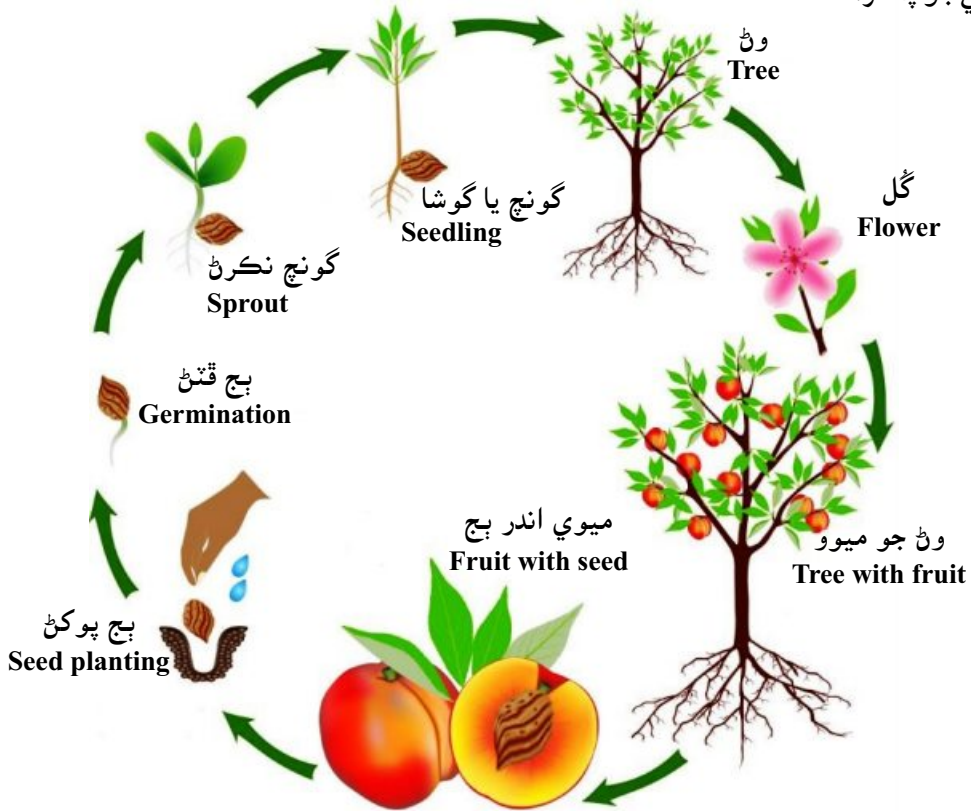 وڻ
Tree
گُل
Flower
گونچ يا گوشا
Seedling
گونچ نڪرڻ
Sprout
ٻج ڦٽڻ
Germination
ميوي اندر ٻج
Fruit with seed
وڻ جو ميوو
Tree with fruit
ٻج پوکڻ
Seed planting